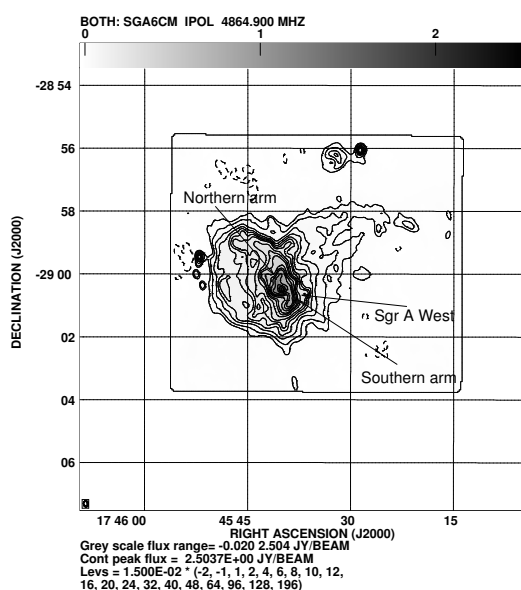 BOTH: SGA6CM IPOL 4864.900 MHZ
0 1 2
-28 54
56
58
-29 00
02
04
06
DECLINATION (J2000)
Northern arm
Sgr A West
Southern arm
17 46 00 45 45 30 15
RIGHT ASCENSION (J2000)
Grey scale flux range= -0.020 2.504 JY/BEAM
Cont peak flux = 2.5037E+00 JY/BEAM
Levs = 1.500E-02 * (-2, -1, 1, 2, 4, 6, 8, 10, 12,
16, 20, 24, 32, 40, 48, 64, 96, 128, 196)